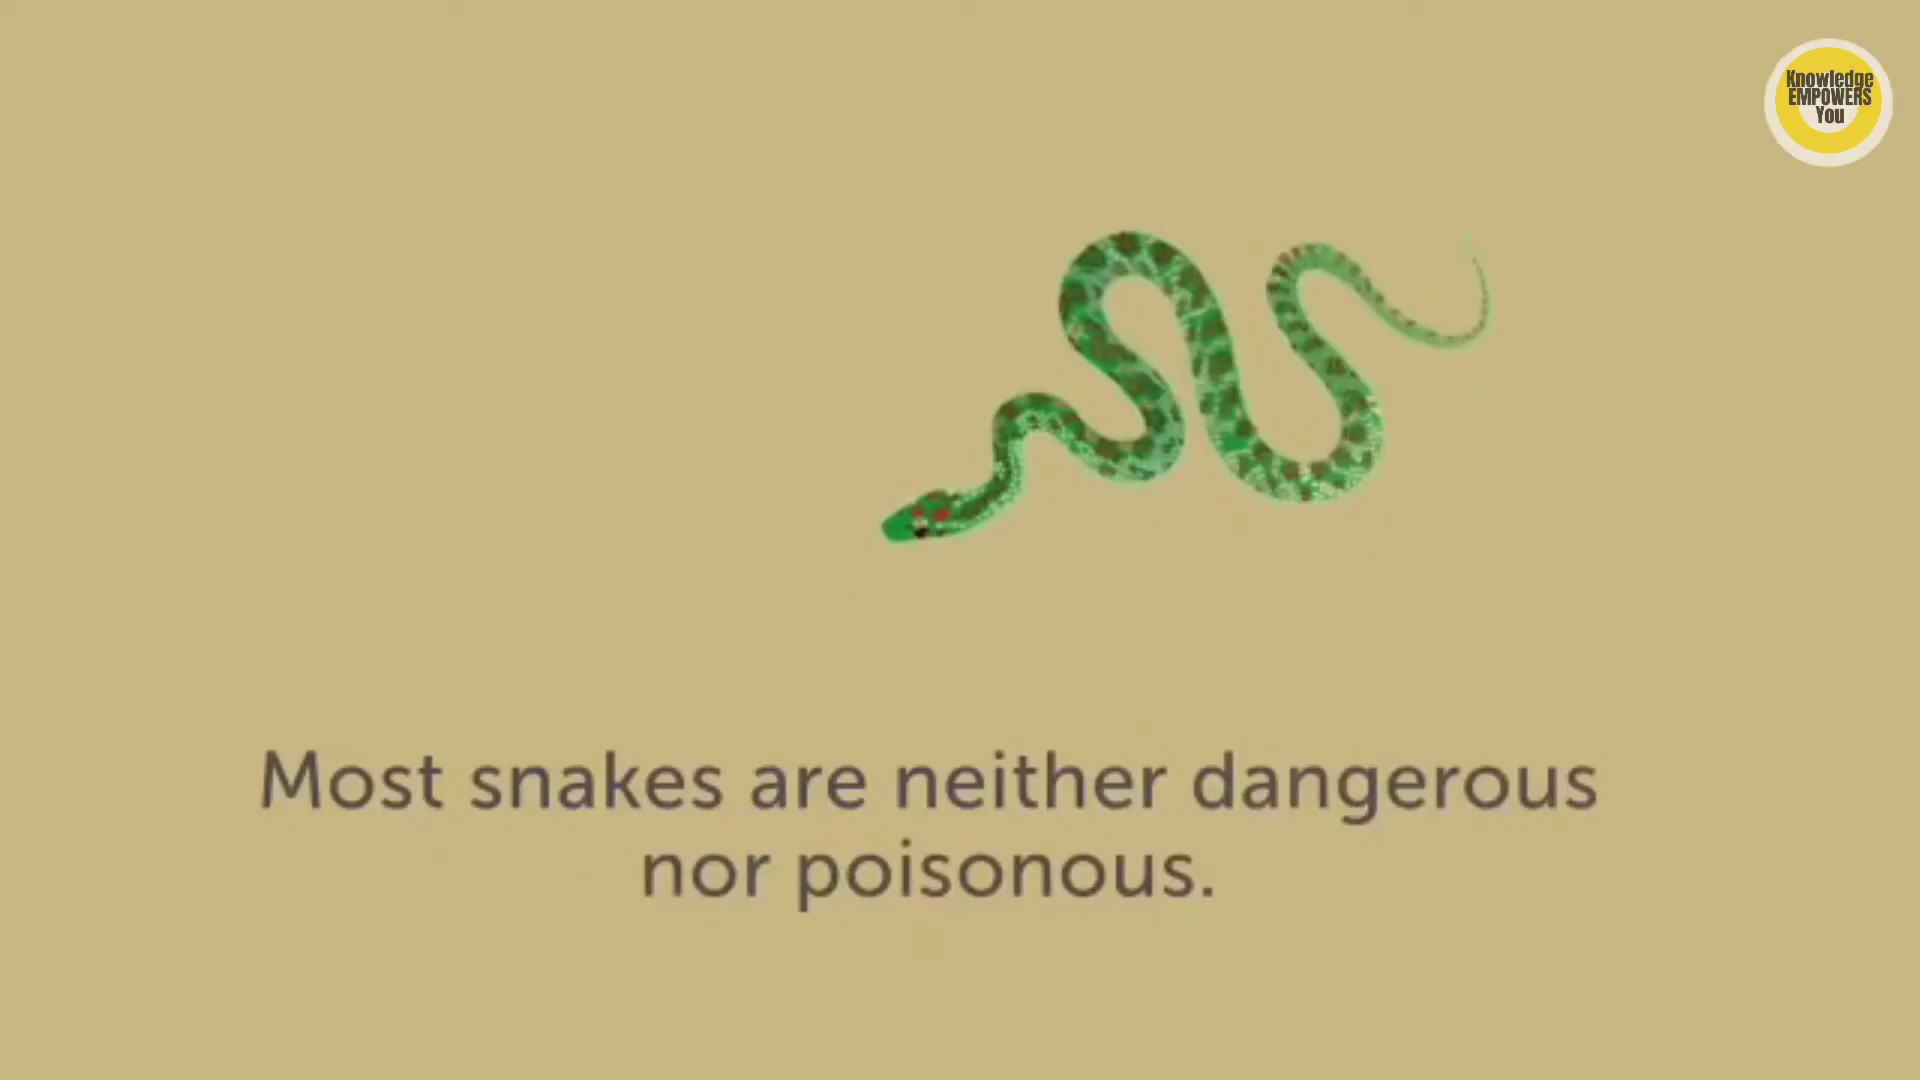 Knowledge
EMPOWERS
You
Most snakes are neither dangerous
nor poisonous.